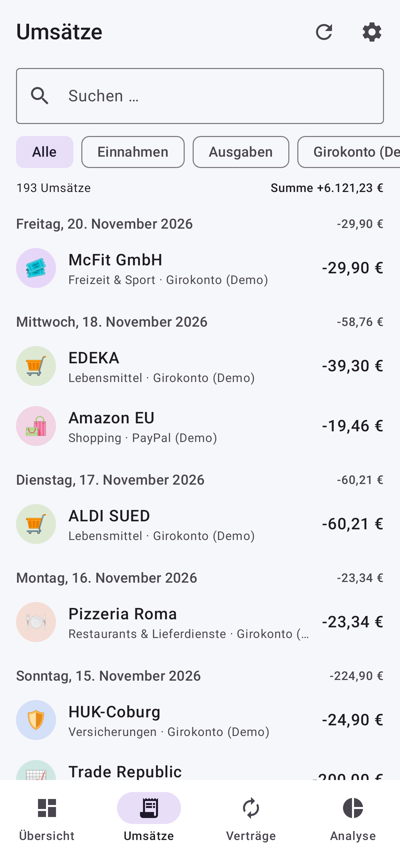 Umsätze
Suchen …
Alle
Einnahmen
Ausgaben
Girokonto (De
193 Umsätze
Summe +6.121,23 €
Freitag, 20. November 2026
-29,90 €
McFit GmbH
-29,90 €
Freizeit & Sport · Girokonto (Demo)
Mittwoch, 18. November 2026
-58,76 €
EDEKA
-39,30 €
Lebensmittel · Girokonto (Demo)
Amazon EU
-19,46 €
Shopping · PayPal (Demo)
Dienstag, 17. November 2026
-60,21 €
ALDI SUED
-60,21 €
Lebensmittel · Girokonto (Demo)
Montag, 16. November 2026
-23,34 €
Pizzeria Roma
-23,34 €
Restaurants & Lieferdienste · Girokonto (…
Sonntag, 15. November 2026
-224,90 €
HUK-Coburg
-24,90 €
Versicherungen · Girokonto (Demo)
Trade Republic
-200,00 €
Übersicht
Umsätze
Verträge
Analyse